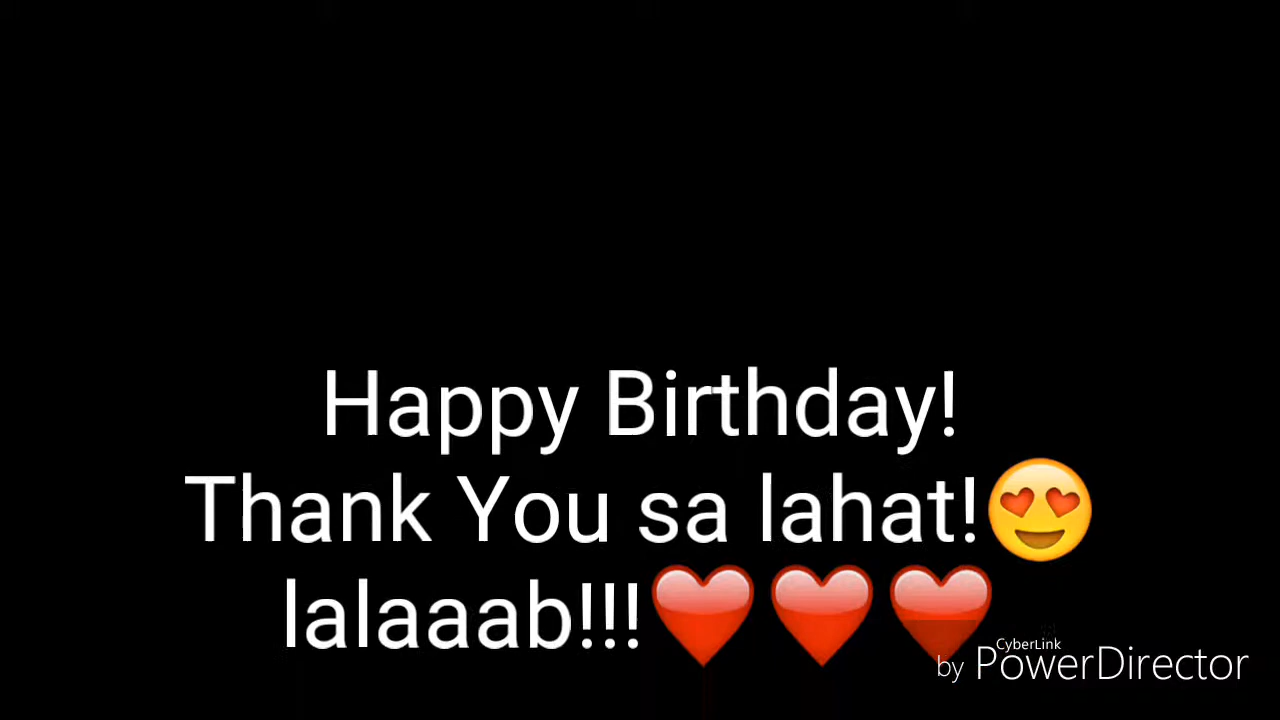 Happy Birthday!
Thank You sa lahat!😍
lalaaab!!!❤❤❤
CyberLink
by PowerDirector